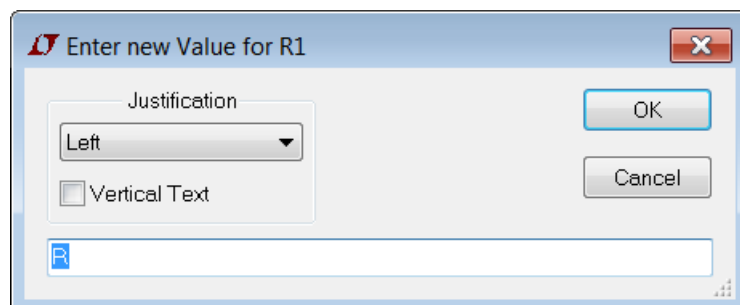 Enter new Value for R1
Justification
OK
Left
Vertical Text
Cancel
R